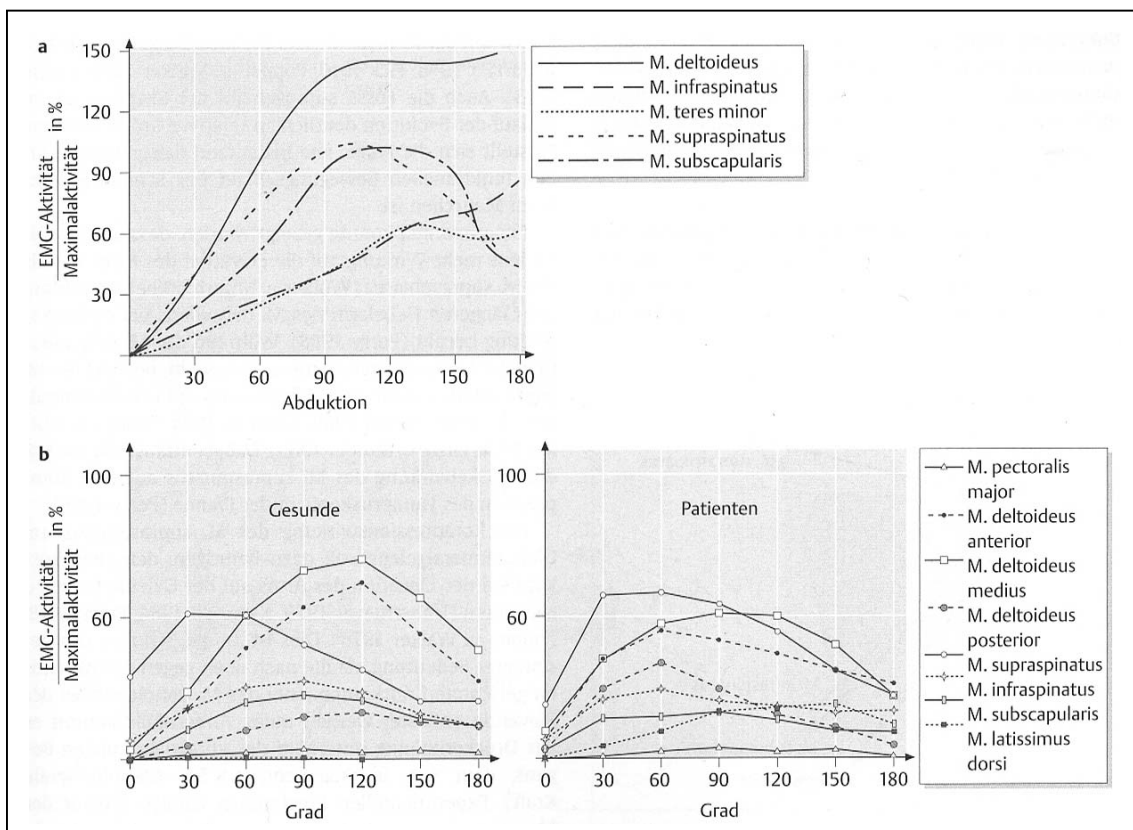 a
150
120
90
60
30
EMG-Aktivität
Maximalaktivität
in %
30
60
90
120
150
180
Abduktion
M. deltoideus
M. infraspinatus
M. teres minor
M. supraspinatus
M. subscapularis
b
100
60
EMG-Aktivität
Maximalaktivität
in %
Gesunde
0
30
60
90
120
150
180
Grad
100
60
Patienten
0
30
60
90
120
150
180
Grad
M. pectoralis
major
M. deltoideus
anterior
M. deltoideus
medius
M. deltoideus
posterior
M. supraspinatus
M. infraspinatus
M. subscapularis
M. latissimus
dorsi